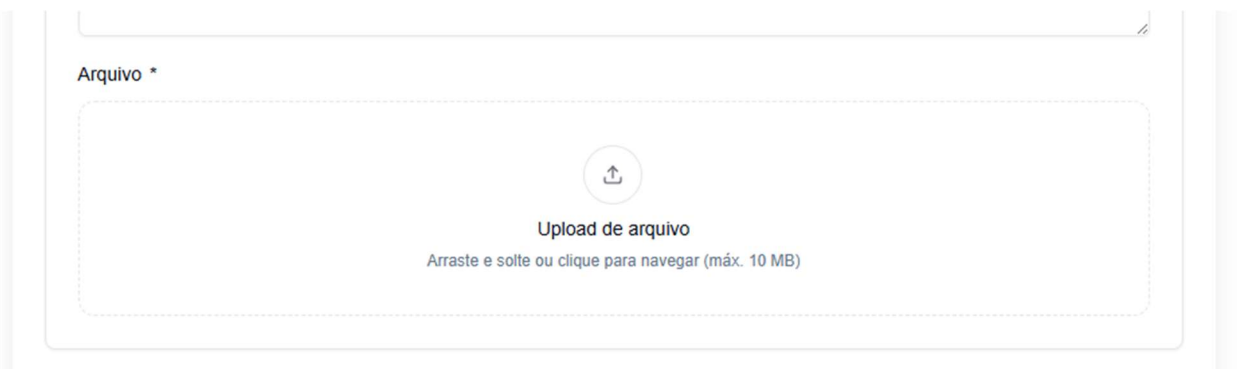 Arquivo *
Upload de arquivo
Arraste e solte ou clique para navegar (máx. 10 MB)